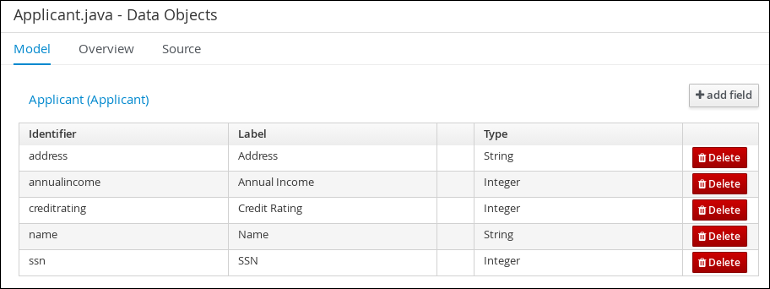 Applicant.java - Data Objects
Model Overview Source
Applicant (Applicant)
add field
Identifier Label Type
address Address String Delete
annualincome Annual Income Integer Delete
creditrating Credit Rating Integer Delete
name Name String Delete
ssn SSN Integer Delete